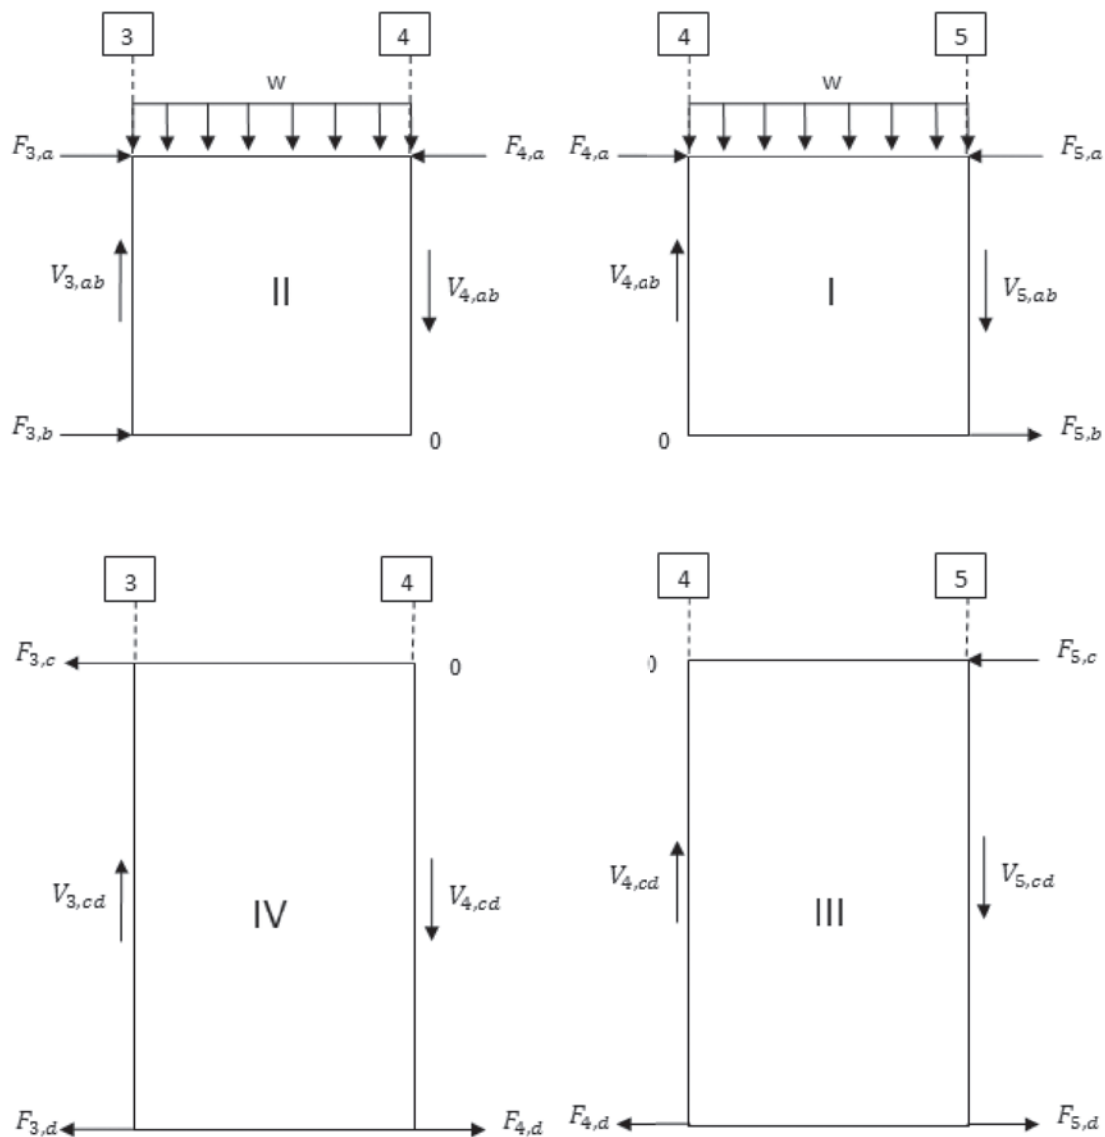 3 4 4 5
w w
F3,a F4,a F4,a F5,a
V3,ab V4,ab V4,ab V5,ab
II I
F3,b 0 0 F5,b
3 4 4 5
F3,c 0 0 F5,c
V3,cd V4,cd V4,cd V5,cd
IV III
F3,d F4,d F4,d F5,d